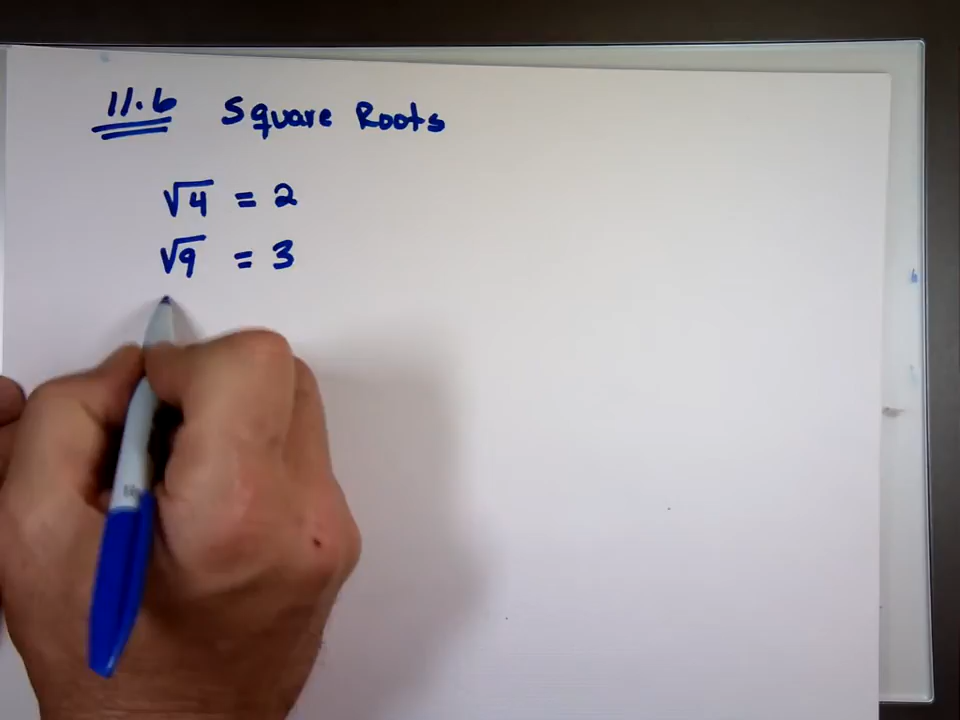 11.6 Square Roots
√4 = 2
√9 = 3